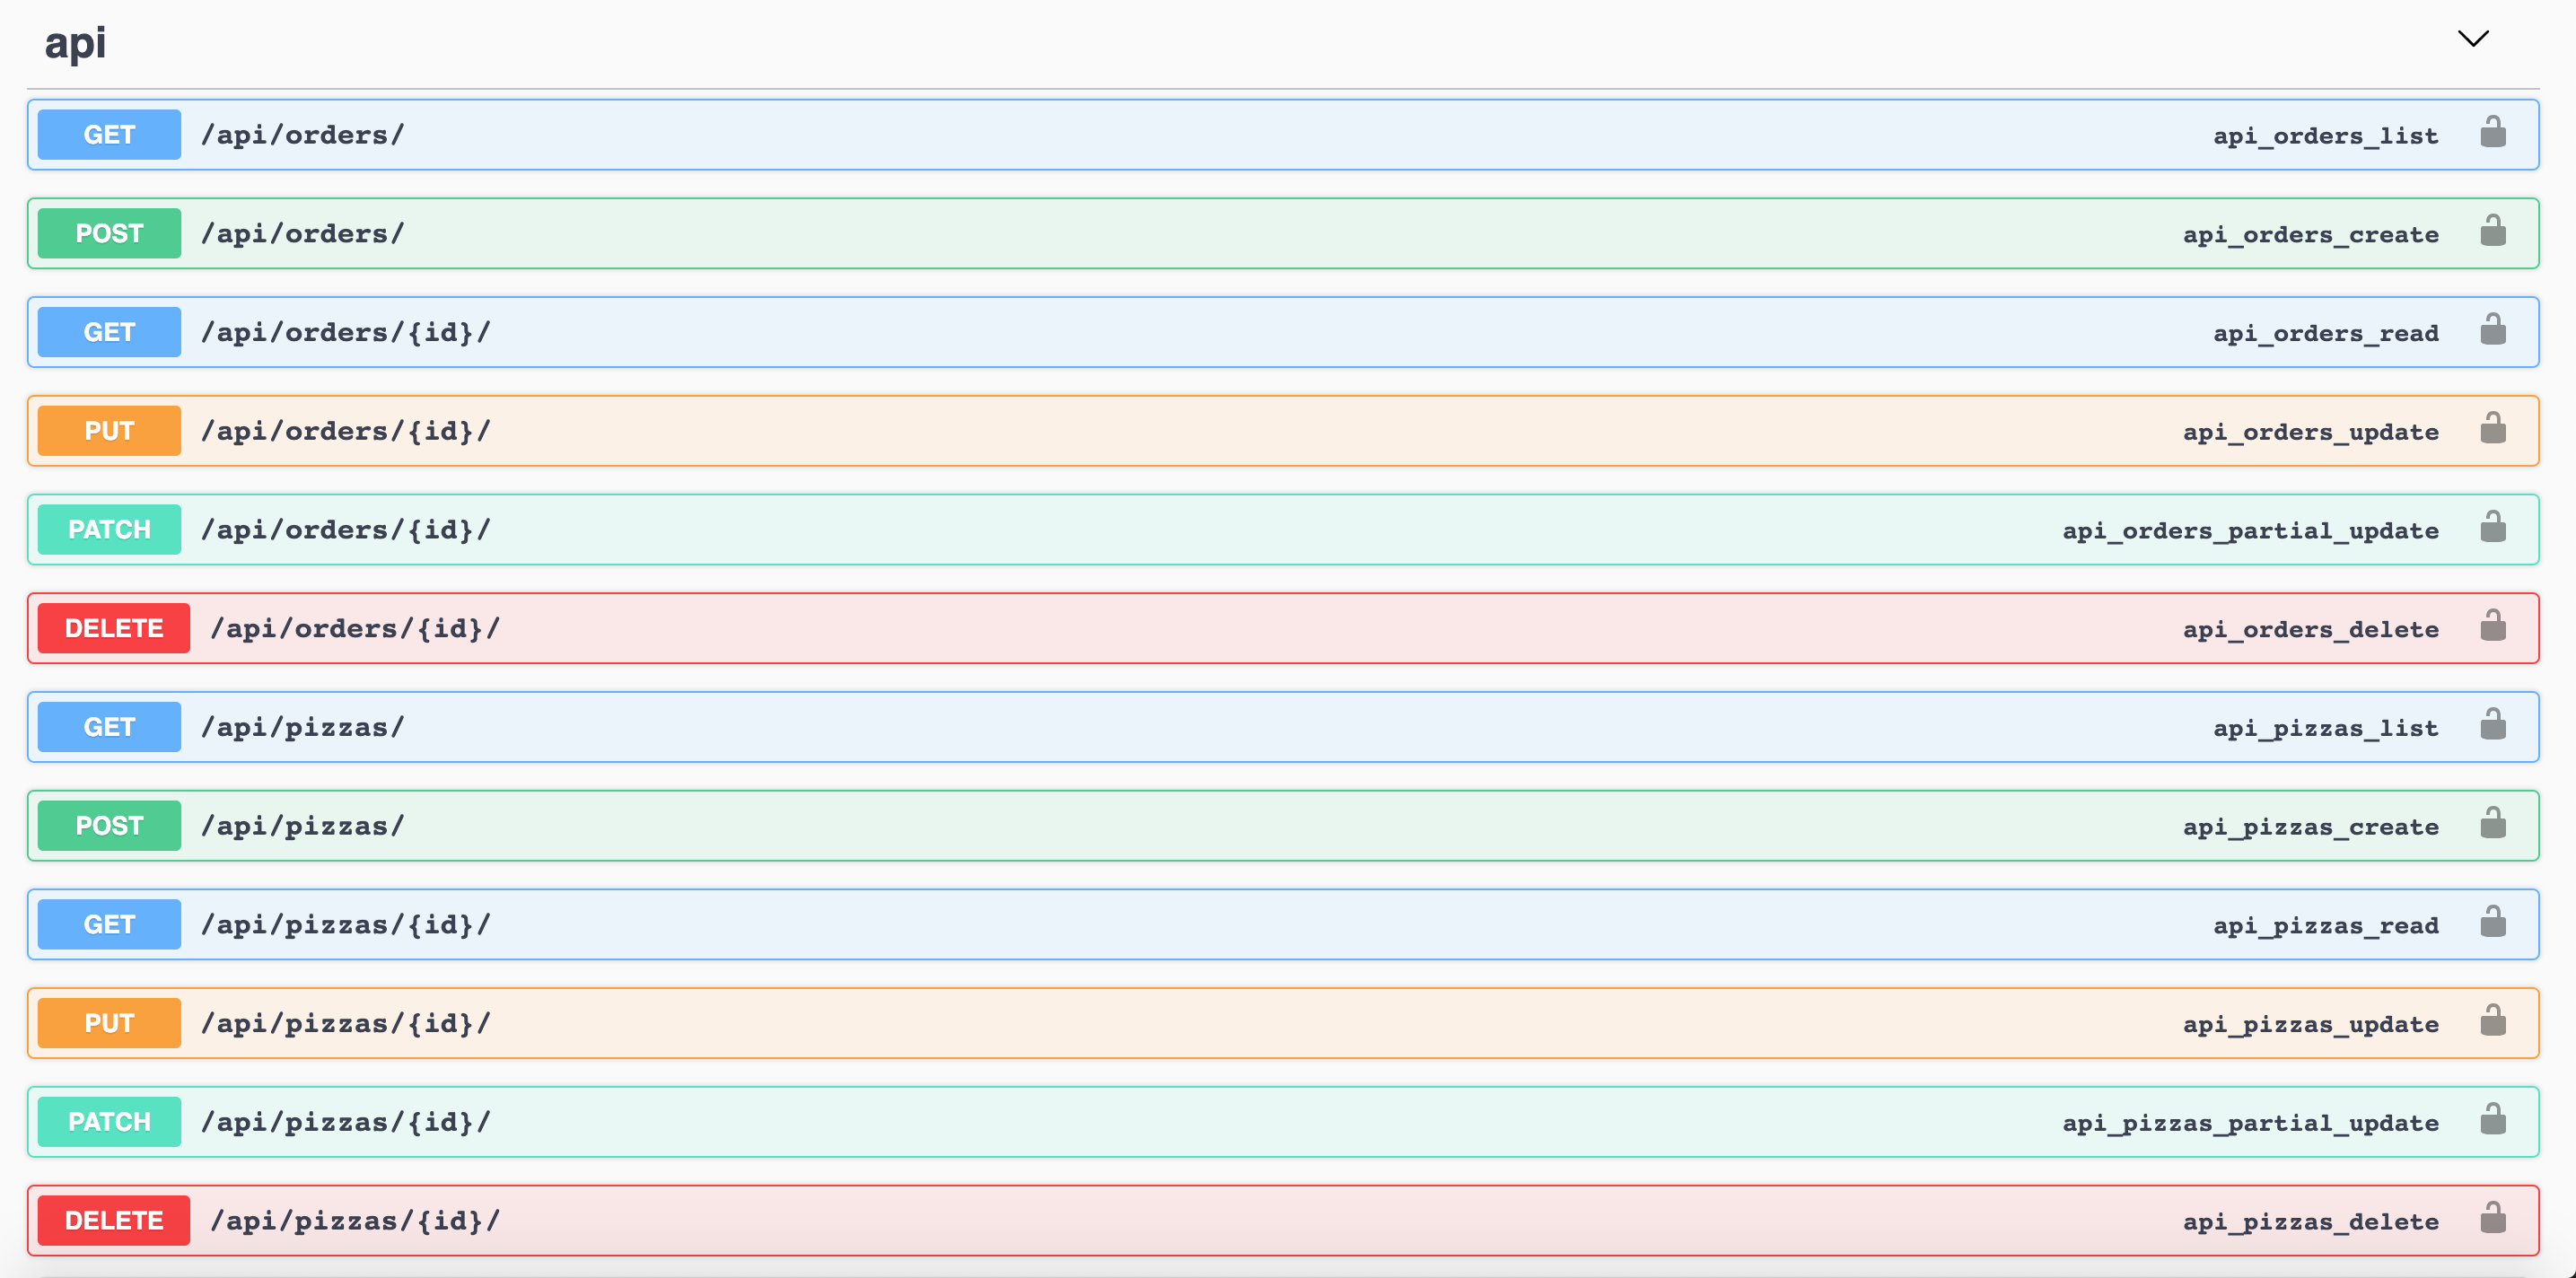 api
GET /api/orders/ api_orders_list
POST /api/orders/ api_orders_create
GET /api/orders/{id}/ api_orders_read
PUT /api/orders/{id}/ api_orders_update
PATCH /api/orders/{id}/ api_orders_partial_update
DELETE /api/orders/{id}/ api_orders_delete
GET /api/pizzas/ api_pizzas_list
POST /api/pizzas/ api_pizzas_create
GET /api/pizzas/{id}/ api_pizzas_read
PUT /api/pizzas/{id}/ api_pizzas_update
PATCH /api/pizzas/{id}/ api_pizzas_partial_update
DELETE /api/pizzas/{id}/ api_pizzas_delete